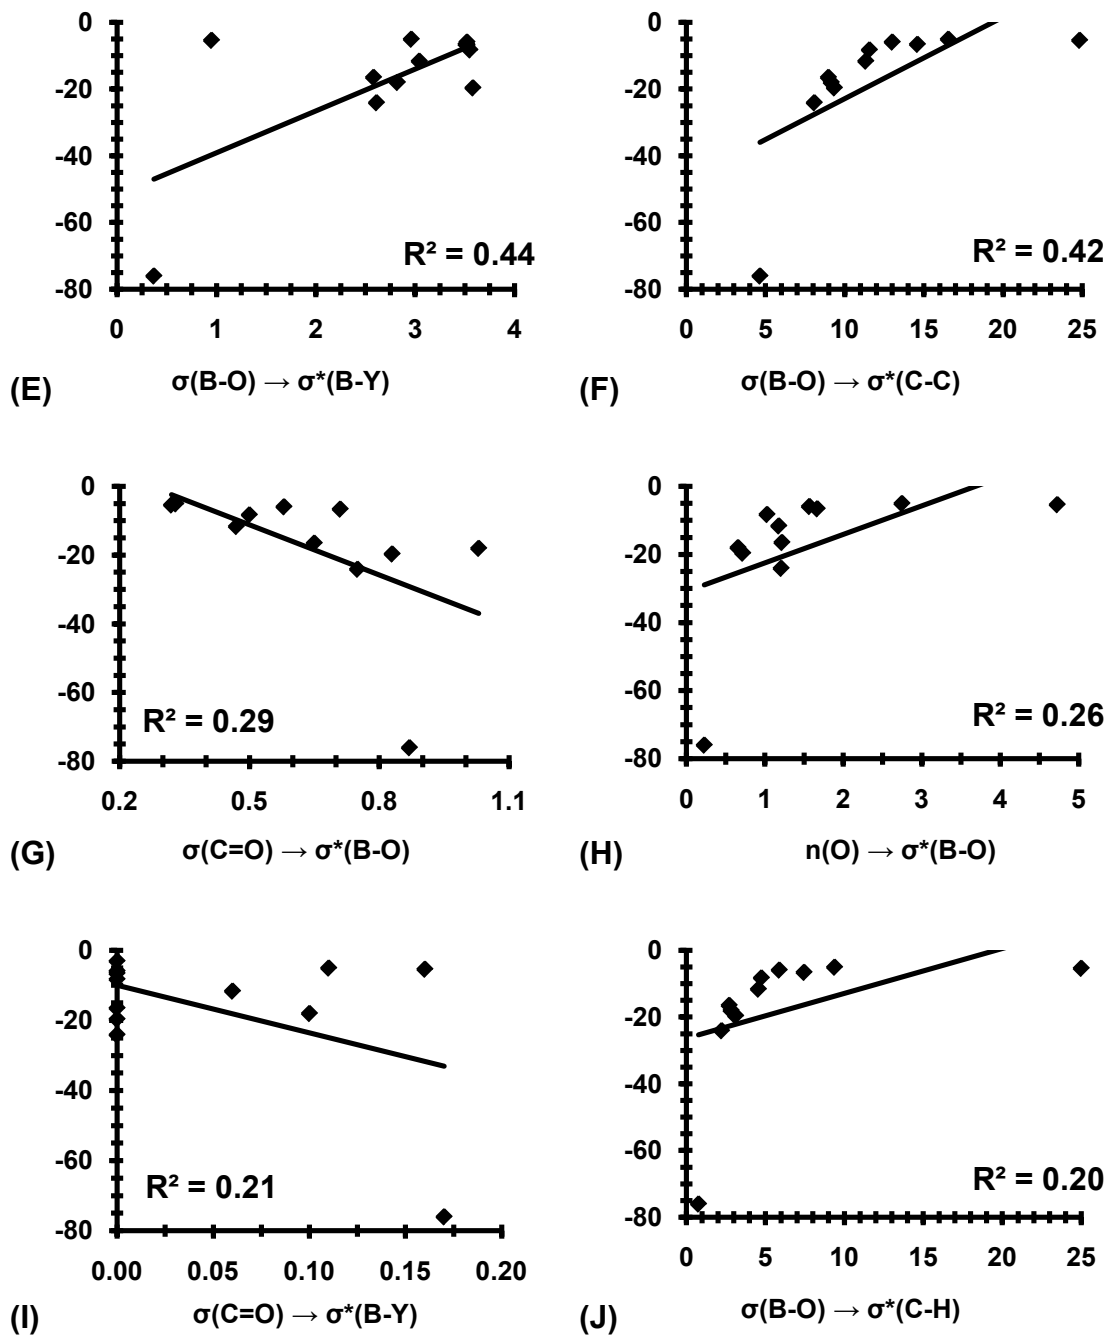 0
-20
-40
-60
-80
R² = 0.44
0 1 2 3 4
(E) σ(B-O) → σ*(B-Y)
0
-20
-40
-60
-80
R² = 0.42
0 5 10 15 20 25
(F) σ(B-O) → σ*(C-C)
0
-20
-40
-60
-80
R² = 0.29
0.2 0.5 0.8 1.1
(G) σ(C=O) → σ*(B-O)
0
-20
-40
-60
-80
R² = 0.26
0 1 2 3 4 5
(H) n(O) → σ*(B-O)
0
-20
-40
-60
-80
R² = 0.21
0.00 0.05 0.10 0.15 0.20
(I) σ(C=O) → σ*(B-Y)
0
-20
-40
-60
-80
R² = 0.20
0 5 10 15 20 25
(J) σ(B-O) → σ*(C-H)